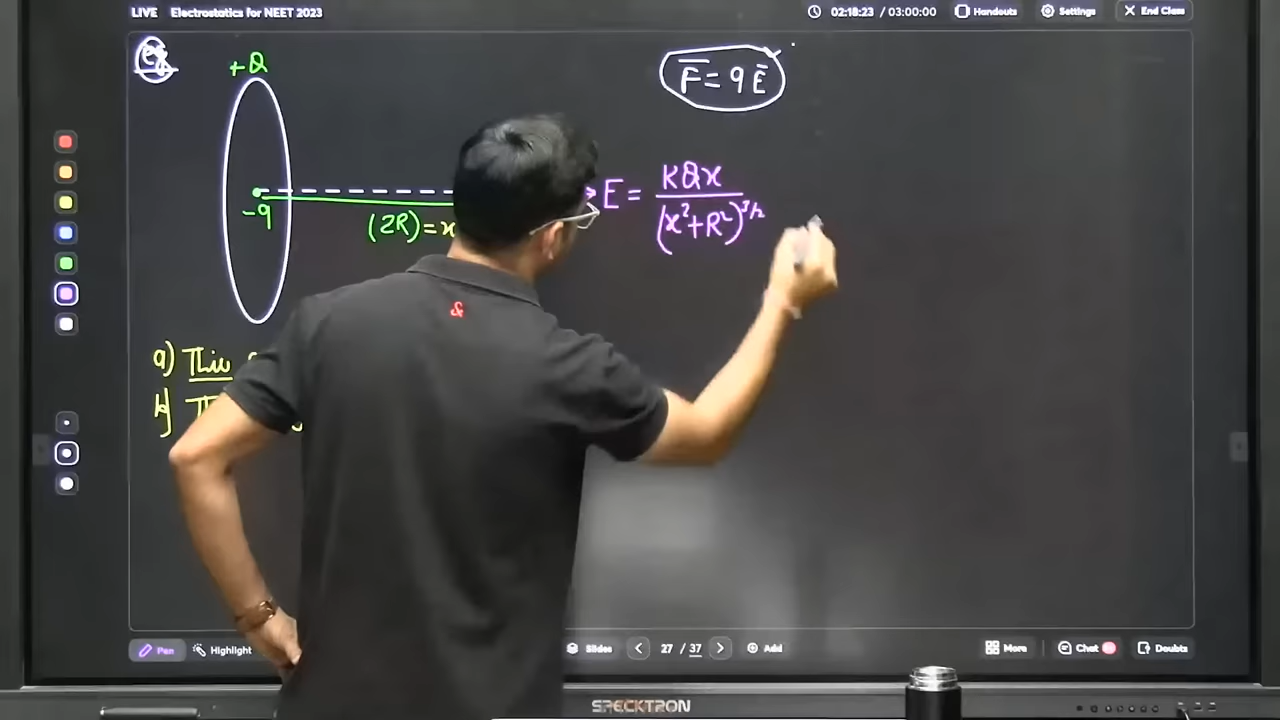 LIVE Electrostatics for NEET 2023
02:18:23 / 03:00:00 Handouts Settings End Class
eg
+Q
F = qE
-q
(2R) = x
E = KQx / (x²+R²)^3/2
a) This
b)
&
Pen Highlight Slides 27 / 37 Add More Chat Doubts
SPECKTRON